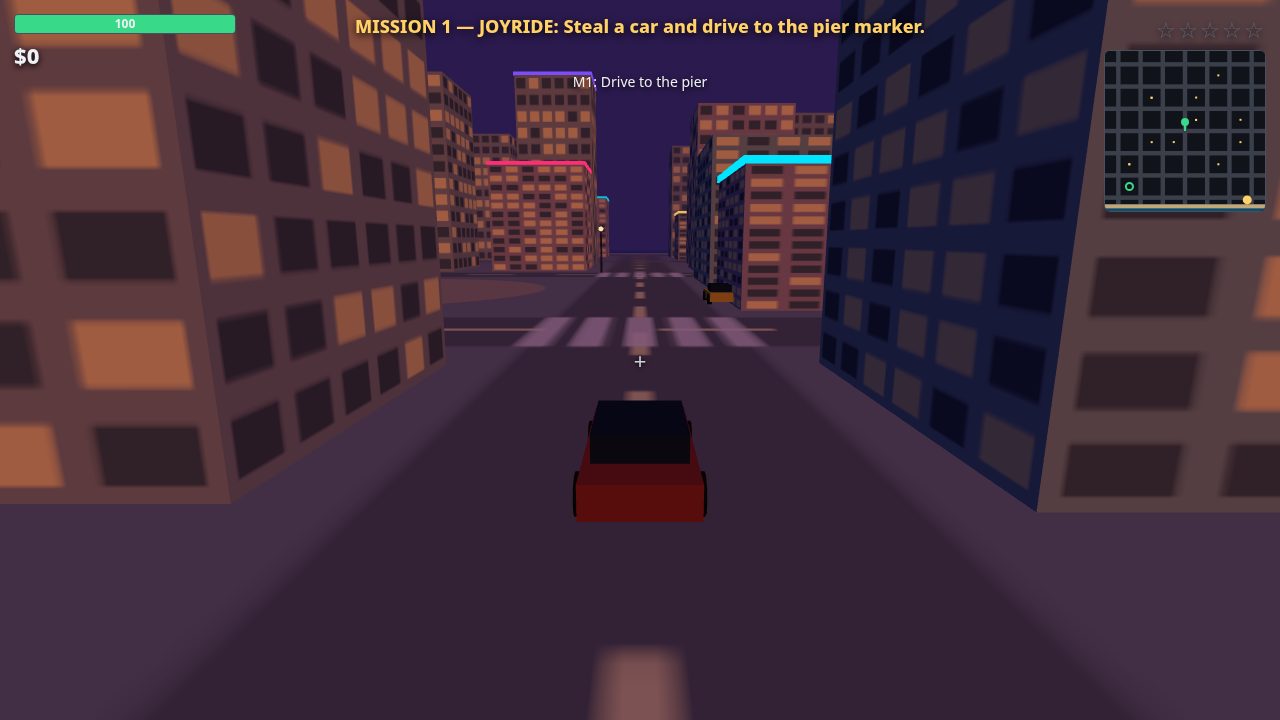 100
MISSION 1 — JOYRIDE: Steal a car and drive to the pier marker.
$0
M1: Drive to the pier